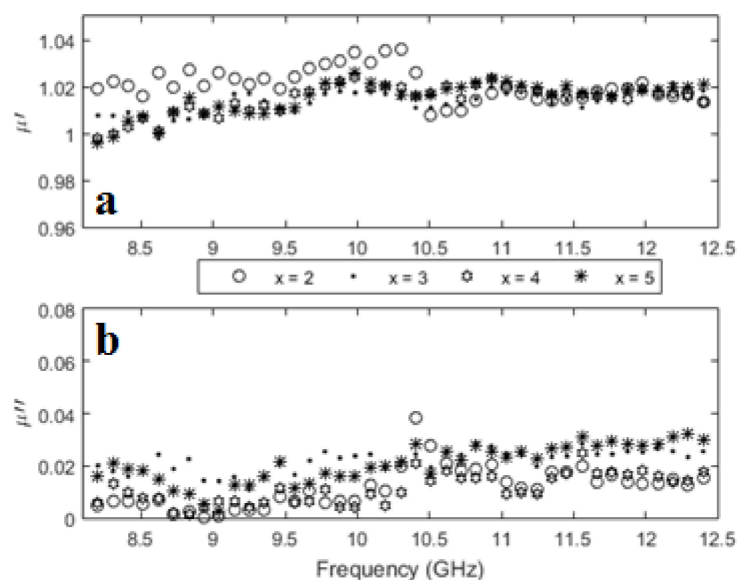 1.04
1.02
1
0.98
0.96
μ'
a
8.5 9 9.5 10 10.5 11 11.5 12 12.5
x = 2 x = 3 x = 4 x = 5
0.08
0.06
0.04
0.02
0
μ''
b
8.5 9 9.5 10 10.5 11 11.5 12 12.5
Frequency (GHz)